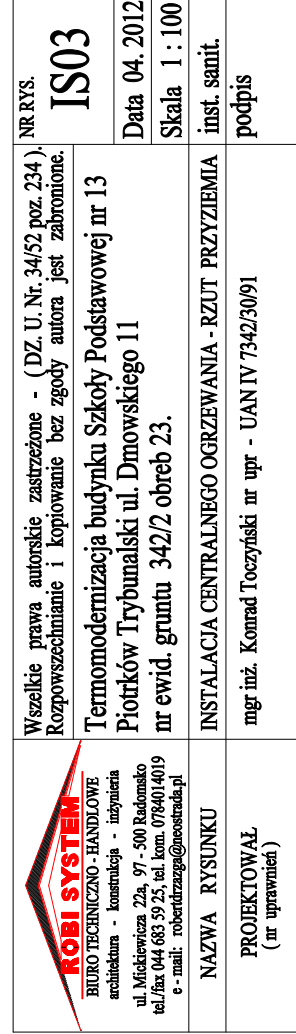 ROBI SYSTEM
BIURO TECHNICZNO - HANDLOWE
architektura - konstrukcja - inżynieria
ul. Mickiewicza 22a, 97 - 500 Radomsko
tel./fax 044 683 59 25, tel. kom. 0784014019
e - mail: robertdrzazga@neostrada.pl
Wszelkie prawa autorskie zastrzeżone - ( DZ. U. Nr. 34/52 poz. 234 ).
Rozpowszechnianie i kopiowanie bez zgody autora jest zabronione.
NR RYS.
IS03
Termomodernizacja budynku Szkoły Podstawowej nr 13
Piotrków Trybunalski ul. Dmowskiego 11
nr ewid. gruntu 342/2 obreb 23.
Data 04. 2012
Skala 1 : 100
NAZWA RYSUNKU
INSTALACJA CENTRALNEGO OGRZEWANIA - RZUT PRZYZIEMIA
inst. sanit.
PROJEKTOWAŁ
( nr uprawnień )
mgr inż. Konrad Toczyński nr upr - UAN IV 7342/30/91
podpis